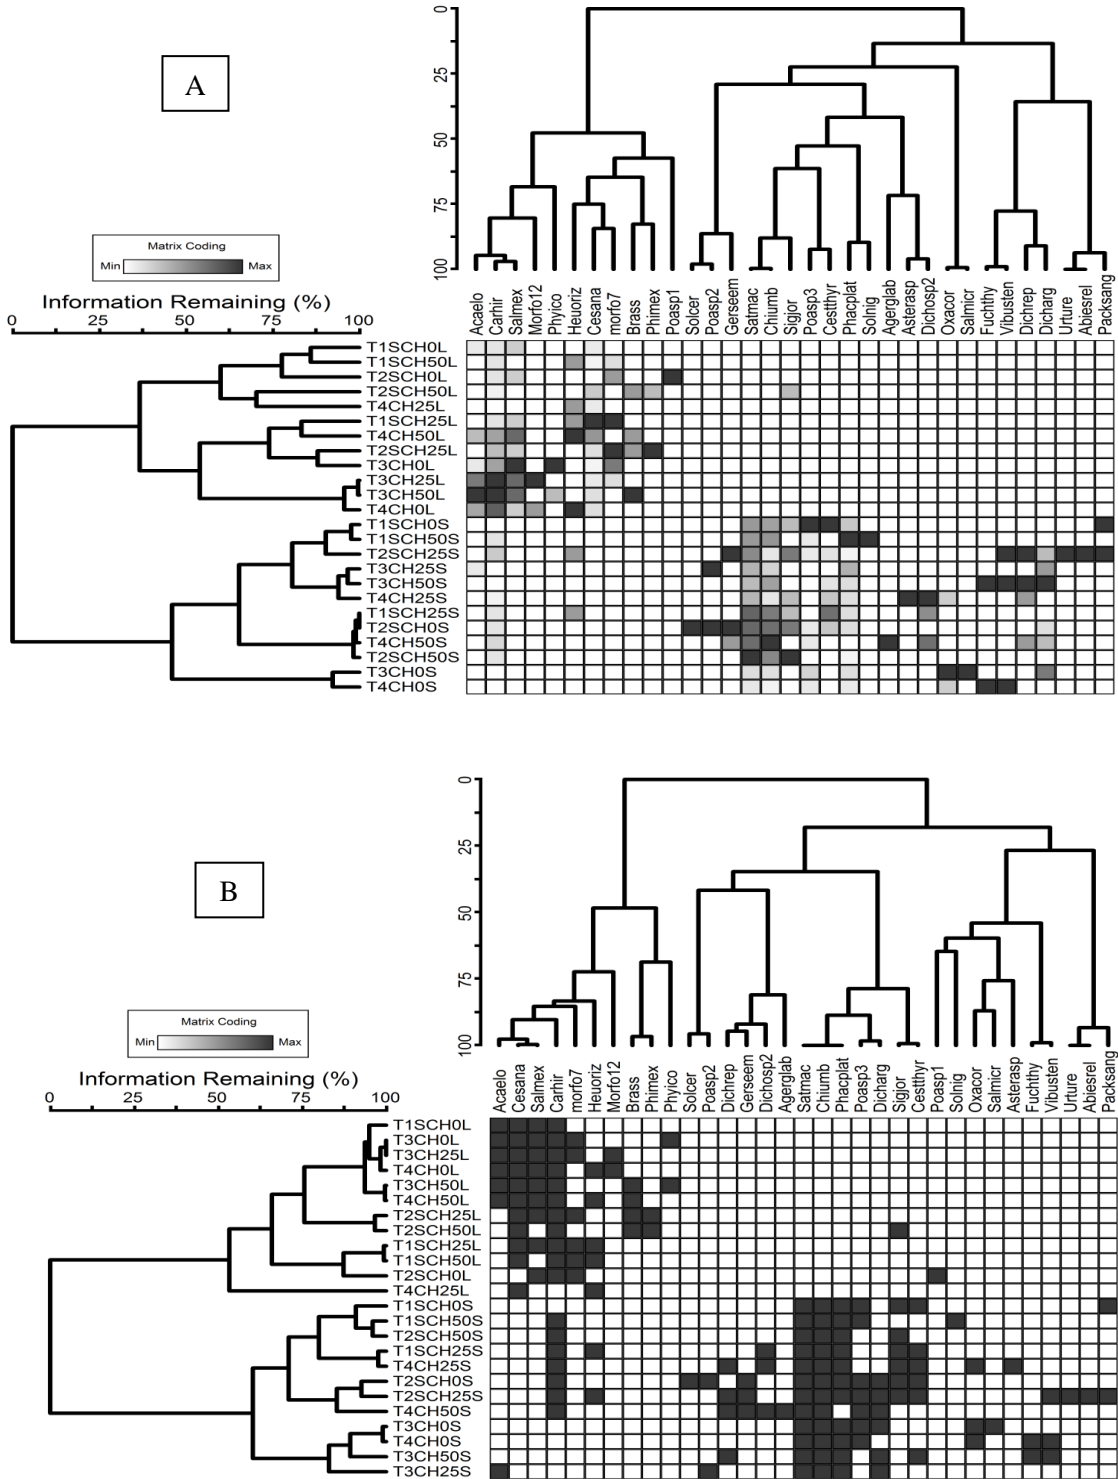 A
0
25
50
75
100
Matrix Coding
Min Max
Information Remaining (%)
0 25 50 75 100
Acaelo Carhir Salmex Morfo12 Phyico Heuoriz Cesana morfo7 Brass Phimex Poasp1 Solcer Poasp2 Gerseem Satmac Chiumb Sigjor Poasp3 Cestthyr Phacplat Solnig Agerglab Asterasp Dichosp2 Oxacor Salmicr Fuchthy Vibusten Dichrep Dicharg Urture Abiesrel Packsang
T1SCH0L
T1SCH50L
T2SCH0L
T2SCH50L
T4CH25L
T1SCH25L
T4CH50L
T2SCH25L
T3CH0L
T3CH25L
T3CH50L
T4CH0L
T1SCH0S
T1SCH50S
T2SCH25S
T3CH25S
T3CH50S
T4CH25S
T1SCH25S
T2SCH0S
T4CH50S
T2SCH50S
T3CH0S
T4CH0S
B
0
25
50
75
100
Matrix Coding
Min Max
Information Remaining (%)
0 25 50 75 100
Acaelo Cesana Salmex Carhir morfo7 Heuoriz Morfo12 Brass Phimex Phyico Solcer Poasp2 Dichrep Gerseem Dichosp2 Agerglab Satmac Chiumb Phacplat Poasp3 Dicharg Sigjor Cestthyr Poasp1 Solnig Oxacor Salmicr Asterasp Fuchthy Vibusten Urture Abiesrel Packsang
T1SCH0L
T3CH0L
T3CH25L
T4CH0L
T3CH50L
T4CH50L
T2SCH25L
T2SCH50L
T1SCH25L
T1SCH50L
T2SCH0L
T4CH25L
T1SCH0S
T1SCH50S
T2SCH50S
T1SCH25S
T4CH25S
T2SCH0S
T2SCH25S
T4CH50S
T3CH0S
T4CH0S
T3CH50S
T3CH25S